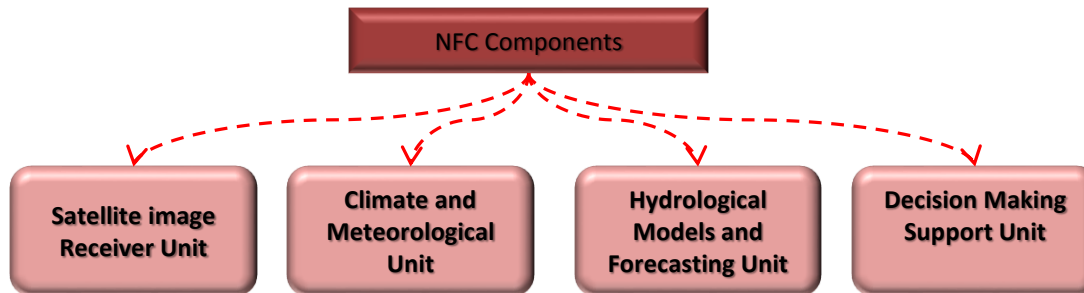 NFC Components
Satellite image
Receiver Unit
Climate and
Meteorological
Unit
Hydrological
Models and
Forecasting Unit
Decision Making
Support Unit